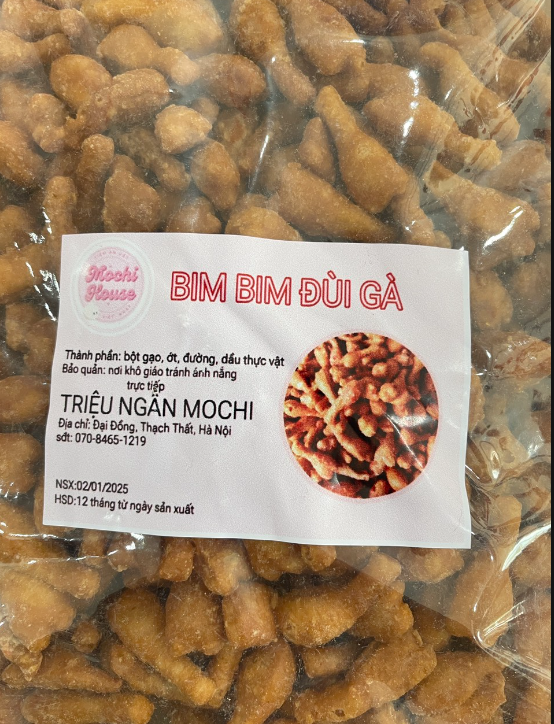 Mochi
House
BIM BIM ĐÙI GÀ
Thành phần: bột gạo, ớt, đường, dầu thực vật
Bảo quản: nơi khô giáo tránh ánh nắng
trực tiếp
TRIỆU NGÂN MOCHI
Địa chỉ: Đại Đồng, Thạch Thất, Hà Nội
sđt: 070-8465-1219
NSX:02/01/2025
HSD:12 tháng từ ngày sản xuất